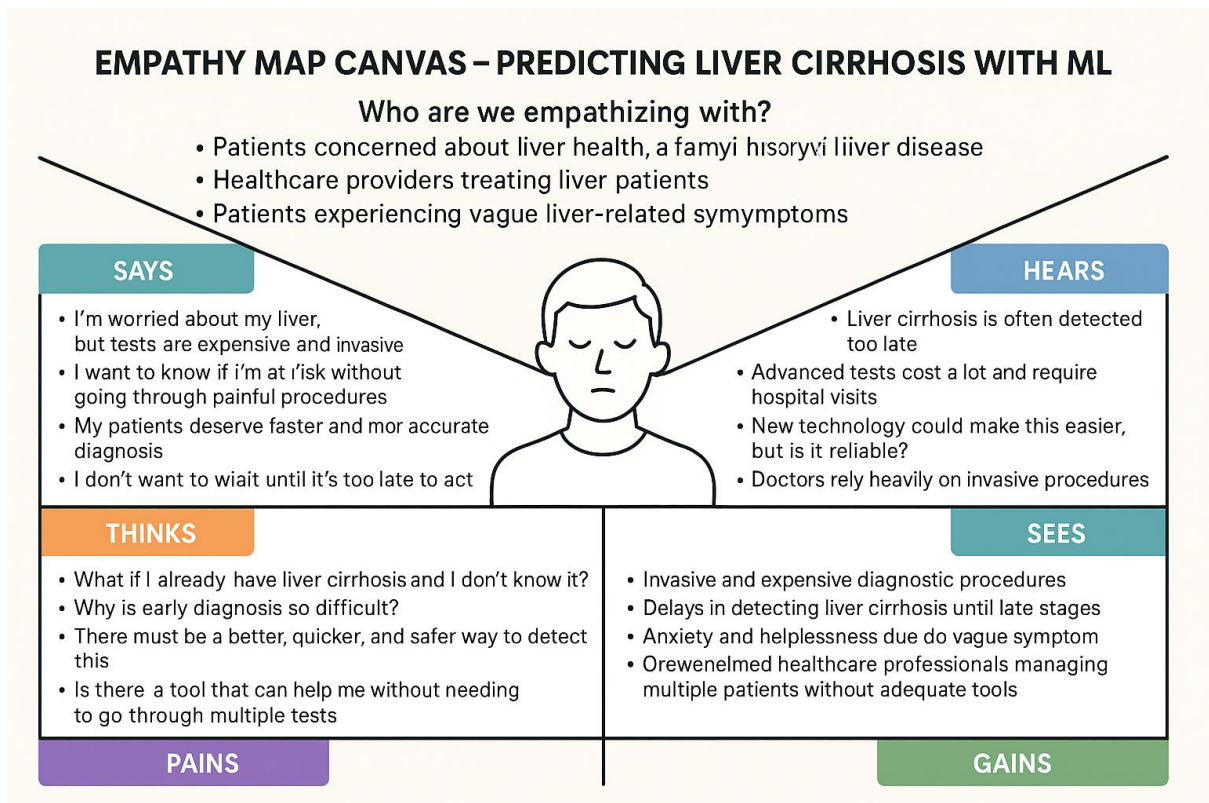 EMPATHY MAP CANVAS – PREDICTING LIVER CIRRHOSIS WITH ML
Who are we empathizing with?
• Patients concerned about liver health, a famyi hısoryví liiver disease
• Healthcare providers treating liver patients
• Patients experiencing vague liver-related symymptoms
SAYS
• I'm worried about my liver,
but tests are expensive and invasive
• I want to know if i'm at r'isk without
going through painful procedures
• My patients deserve faster and mor accurate
diagnosis
• I don't want to wiait until it's too late to act
HEARS
• Liver cirrhosis is often detected
too late
• Advanced tests cost a lot and require
hospital visits
• New technology could make this easier,
but is it reliable?
• Doctors rely heavily on invasive procedures
THINKS
• What if I already have liver cirrhosis and I don't know it?
• Why is early diagnosis so difficult?
• There must be a better, quicker, and safer way to detect
this
• Is there a tool that can help me without needing
to go through multiple tests
SEES
• Invasive and expensive diagnostic procedures
• Delays in detecting liver cirrhosis until late stages
• Anxiety and helplessness due do vague symptom
• Orewenelmed healthcare professionals managing
multiple patients without adequate tools
PAINS
GAINS